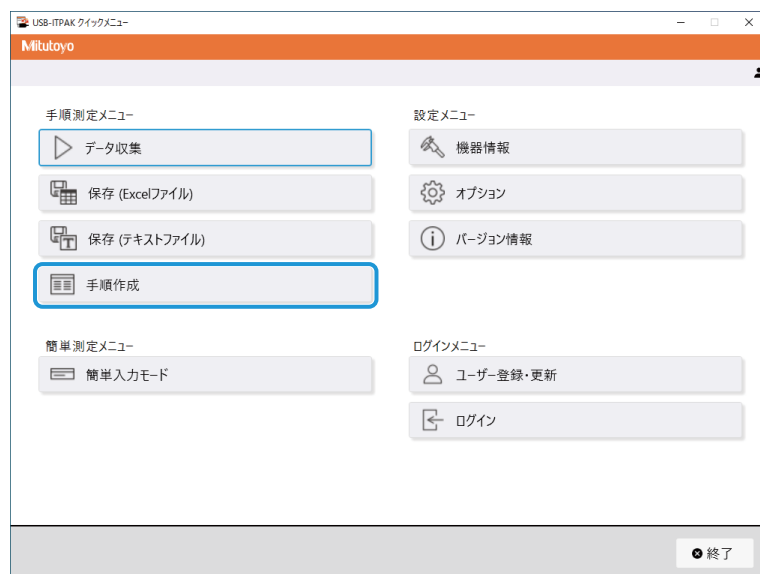 USB-ITPAK クイックメニュー
Mitutoyo
手順測定メニュー
データ収集
保存 (Excelファイル)
保存 (テキストファイル)
手順作成
簡単測定メニュー
簡単入力モード
設定メニュー
機器情報
オプション
バージョン情報
ログインメニュー
ユーザー登録・更新
ログイン
終了